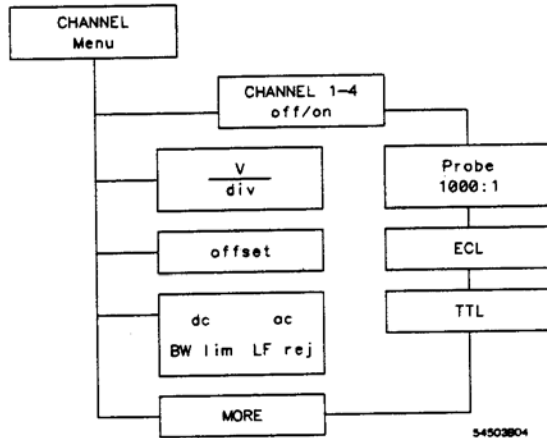 CHANNEL
Menu
CHANNEL 1-4
off/on
V
div
Probe
1000:1
offset
ECL
dc ac
BW lim LF rej
TTL
MORE
54503B04